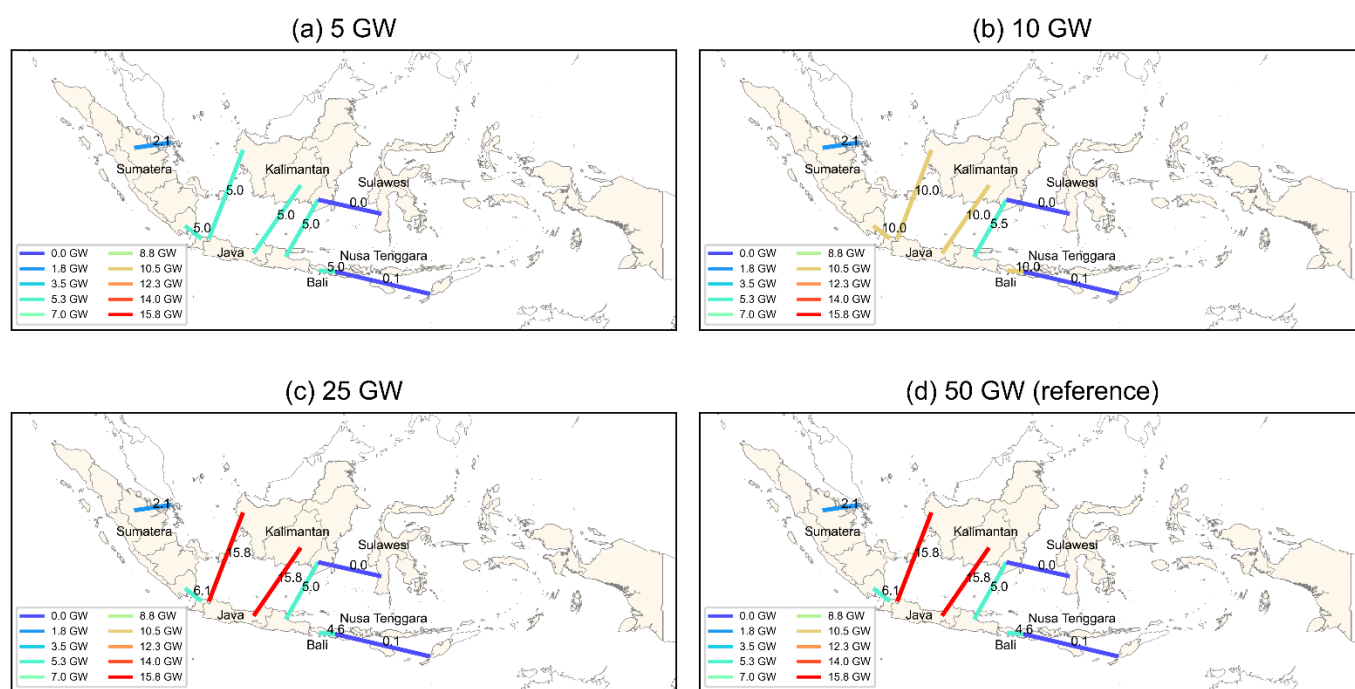 (a) 5 GW
2.1
Sumatera
Kalimantan
5.0
Sulawesi
0.0
5.0
5.0
5.0
Java
Nusa Tenggara
5.0
Bali
0.1
0.0 GW
1.8 GW
3.5 GW
5.3 GW
7.0 GW
8.8 GW
10.5 GW
12.3 GW
14.0 GW
15.8 GW
(b) 10 GW
2.1
Sumatera
Kalimantan
10.0
Sulawesi
0.0
10.0
5.5
10.0
Java
Nusa Tenggara
10.0
Bali
0.1
0.0 GW
1.8 GW
3.5 GW
5.3 GW
7.0 GW
8.8 GW
10.5 GW
12.3 GW
14.0 GW
15.8 GW
(c) 25 GW
2.1
Sumatera
Kalimantan
15.8
Sulawesi
0.0
15.8
5.0
6.1
Java
Nusa Tenggara
4.6
Bali
0.1
0.0 GW
1.8 GW
3.5 GW
5.3 GW
7.0 GW
8.8 GW
10.5 GW
12.3 GW
14.0 GW
15.8 GW
(d) 50 GW (reference)
2.1
Sumatera
Kalimantan
15.8
Sulawesi
0.0
15.8
5.0
6.1
Java
Nusa Tenggara
4.6
Bali
0.1
0.0 GW
1.8 GW
3.5 GW
5.3 GW
7.0 GW
8.8 GW
10.5 GW
12.3 GW
14.0 GW
15.8 GW